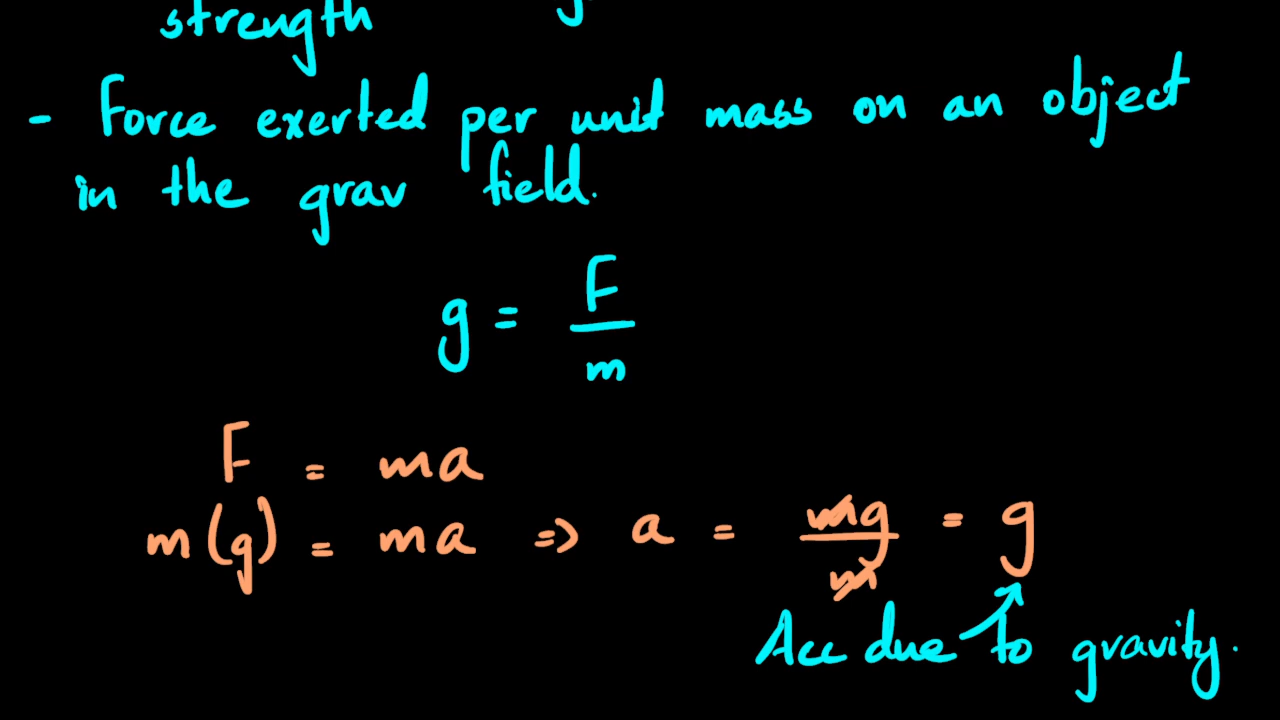 strength
- Force exerted per unit mass on an object
in the grav field.
g = F/m
F = ma
m(g) = ma => a = mg/m = g
Acc due to gravity.